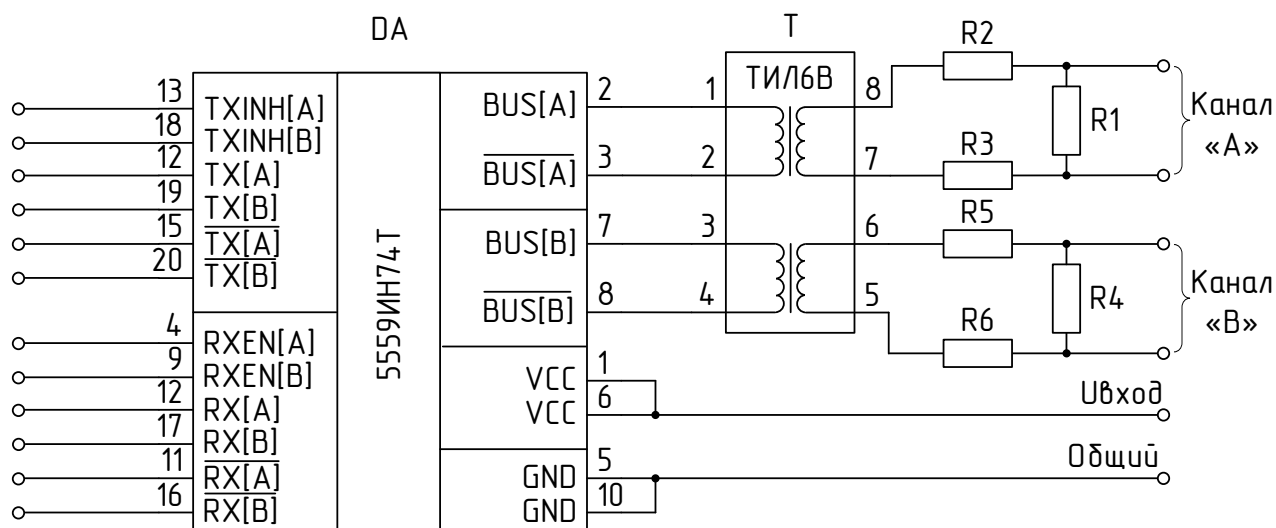 DA
T
R2
13
TXINH[A]
BUS[A]
2
1
ТИЛ6В
8
18
TXINH[B]
R1
Канал
«А»
12
TX[A]
BUS[A]
3
2
7
R3
19
TX[B]
15
TX[A]
BUS[B]
7
3
6
R5
20
TX[B]
5559ИН74Т
BUS[B]
8
4
5
R4
Канал
«В»
R6
4
RXEN[A]
9
RXEN[B]
VCC
1
12
RX[A]
VCC
6
Uвход
17
RX[B]
11
RX[A]
GND
5
Общий
16
RX[B]
GND
10